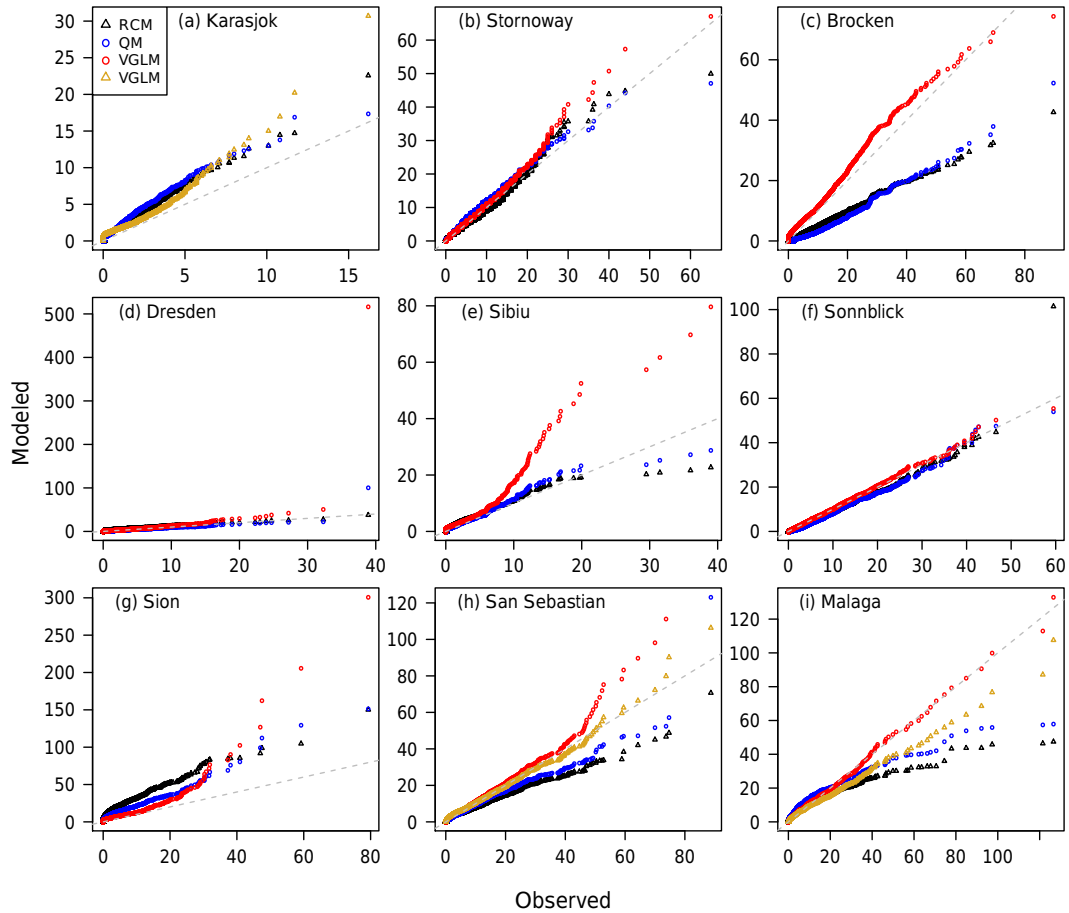 (a) Karasjok
RCM
QM
VGLM
VGLM
0 5 10 15 20 25 30
0 5 10 15
(b) Stornoway
0 10 20 30 40 50 60
0 10 20 30 40 50 60
(c) Brocken
0 20 40 60 80
0 20 40 60 80
(d) Dresden
0 100 200 300 400 500
0 10 20 30 40
(e) Sibiu
0 20 40 60 80
0 10 20 30 40
(f) Sonnblick
0 20 40 60 80 100
0 10 20 30 40 50 60
(g) Sion
0 50 100 150 200 250 300
0 20 40 60 80
(h) San Sebastian
0 20 40 60 80 100 120
0 20 40 60 80
(i) Malaga
0 20 40 60 80 100 120
0 20 40 60 80 100
Modeled
Observed